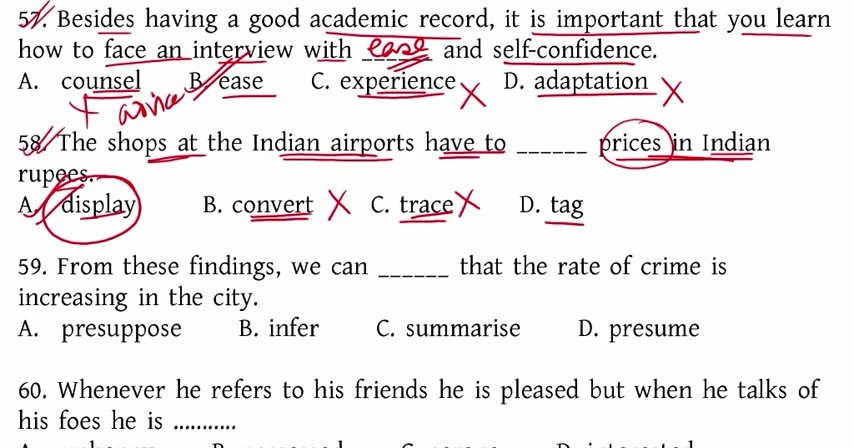 57. Besides having a good academic record, it is important that you learn
how to face an interview with ease and self-confidence.
A. counsel B. ease C. experience D. adaptation
advice
58. The shops at the Indian airports have to ______ prices in Indian
rupees.
A. display B. convert C. trace D. tag
59. From these findings, we can ______ that the rate of crime is
increasing in the city.
A. presuppose B. infer C. summarise D. presume
60. Whenever he refers to his friends he is pleased but when he talks of
his foes he is ...........